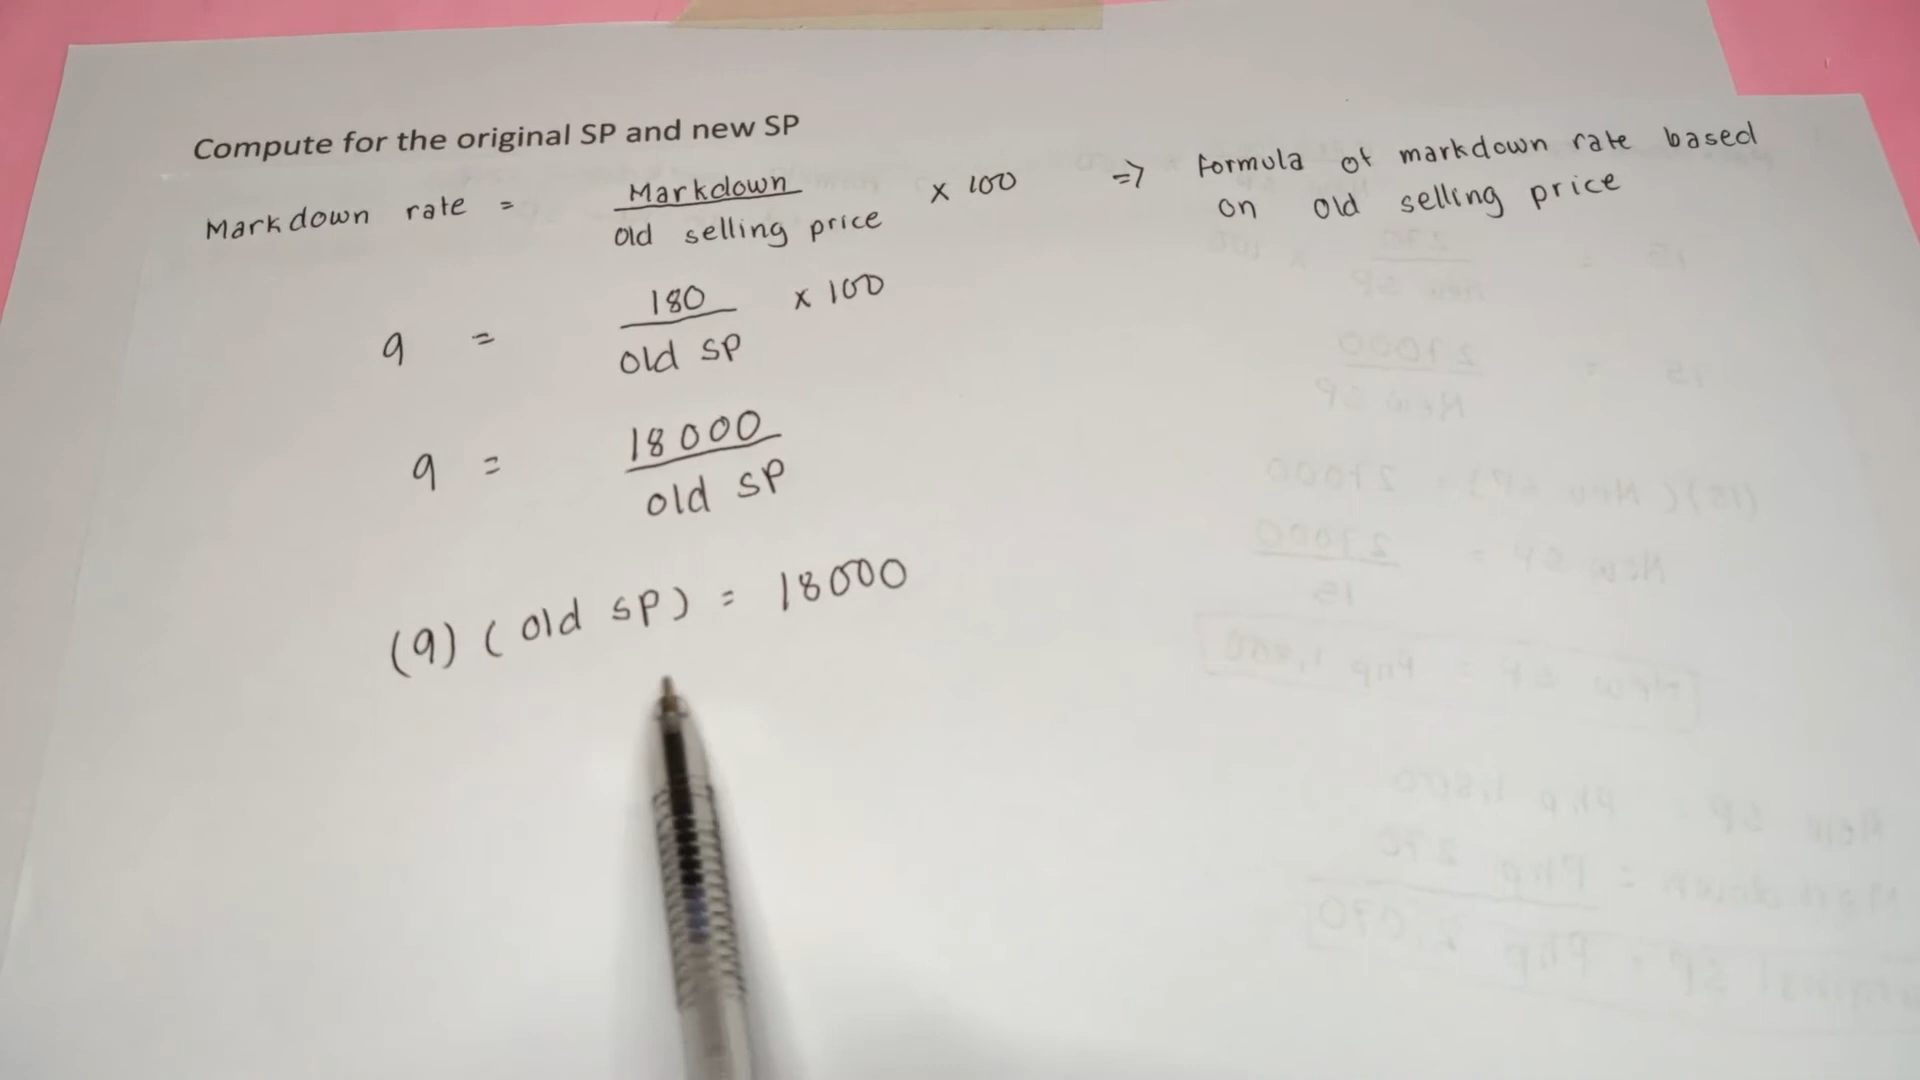 Compute for the original SP and new SP
Markdown rate = Markdown / old selling price x 100 => formula of markdown rate based
on old selling price
9 = 180 / old SP x 100
9 = 18000 / old SP
(9) (old SP) = 18000